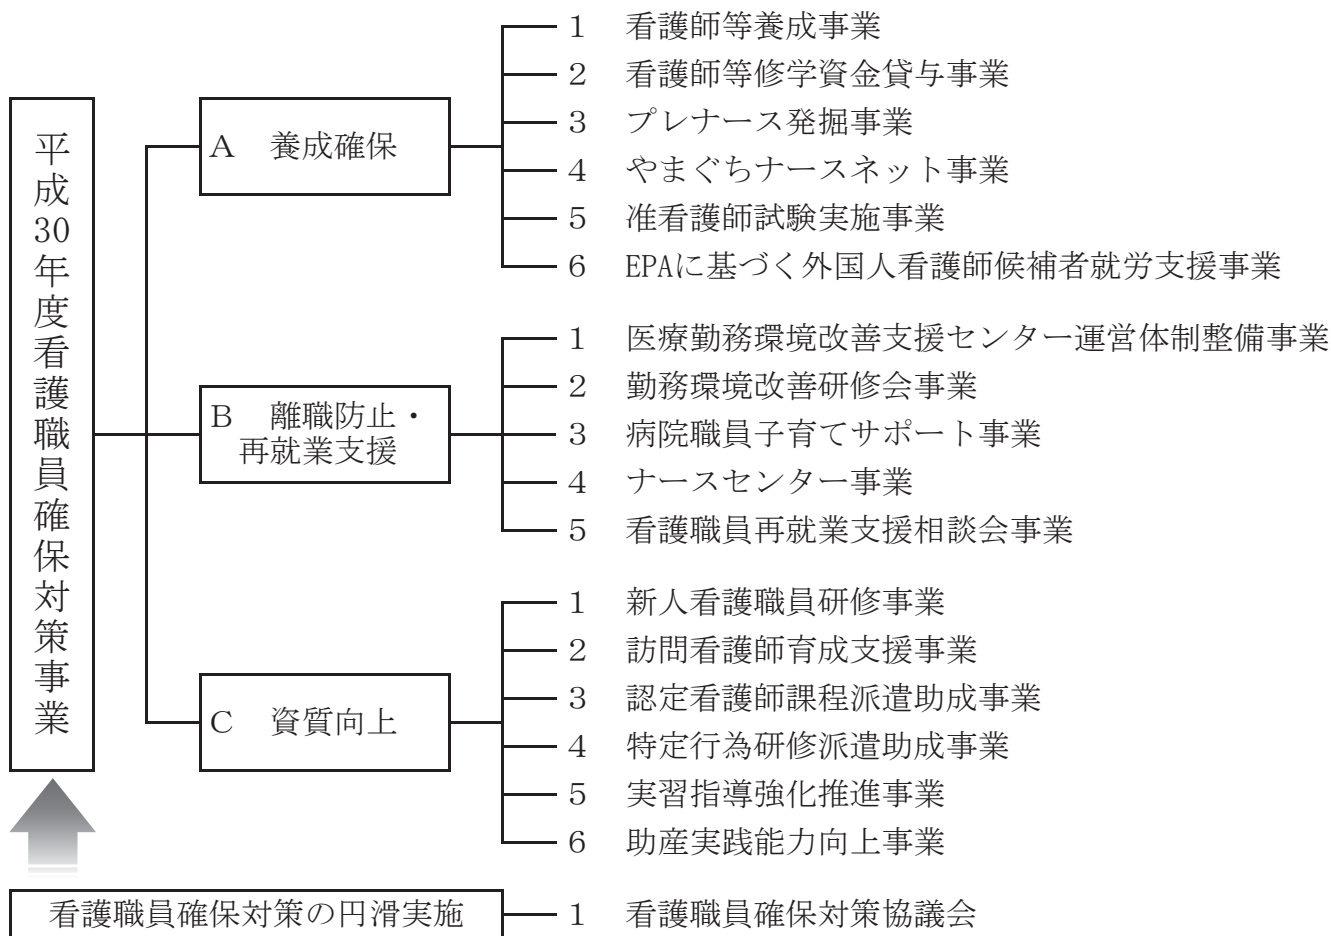 平成30年度看護職員確保対策事業
A 養成確保
1 看護師等養成事業
2 看護師等修学資金貸与事業
3 プレナース発掘事業
4 やまぐちナースネット事業
5 准看護師試験実施事業
6 EPAに基づく外国人看護師候補者就労支援事業
B 離職防止・
再就業支援
1 医療勤務環境改善支援センター運営体制整備事業
2 勤務環境改善研修会事業
3 病院職員子育てサポート事業
4 ナースセンター事業
5 看護職員再就業支援相談会事業
C 資質向上
1 新人看護職員研修事業
2 訪問看護師育成支援事業
3 認定看護師課程派遣助成事業
4 特定行為研修派遣助成事業
5 実習指導強化推進事業
6 助産実践能力向上事業
看護職員確保対策の円滑実施
1 看護職員確保対策協議会